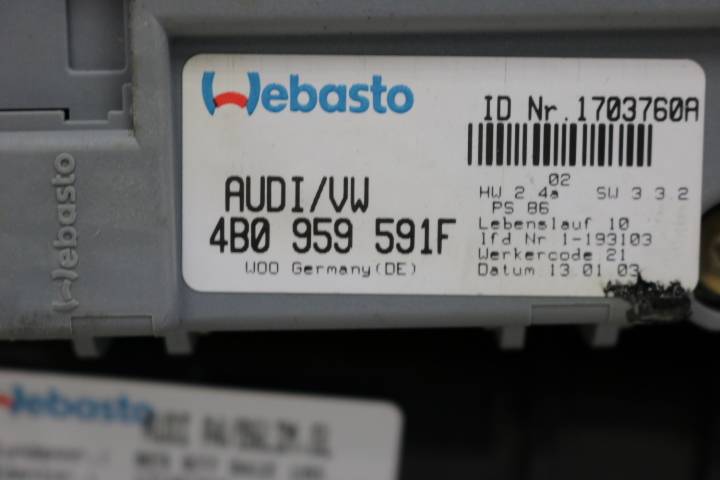 Webasto
Webasto
ID Nr.1703760A
AUDI/VW
4B0 959 591F
W00 Germany(DE)
02
HW 2 4a SW 3 3 2
PS 86
Lebenslauf 10
lfd Nr 1-193103
Werkercode 21
Datum 13.01 03
Webasto